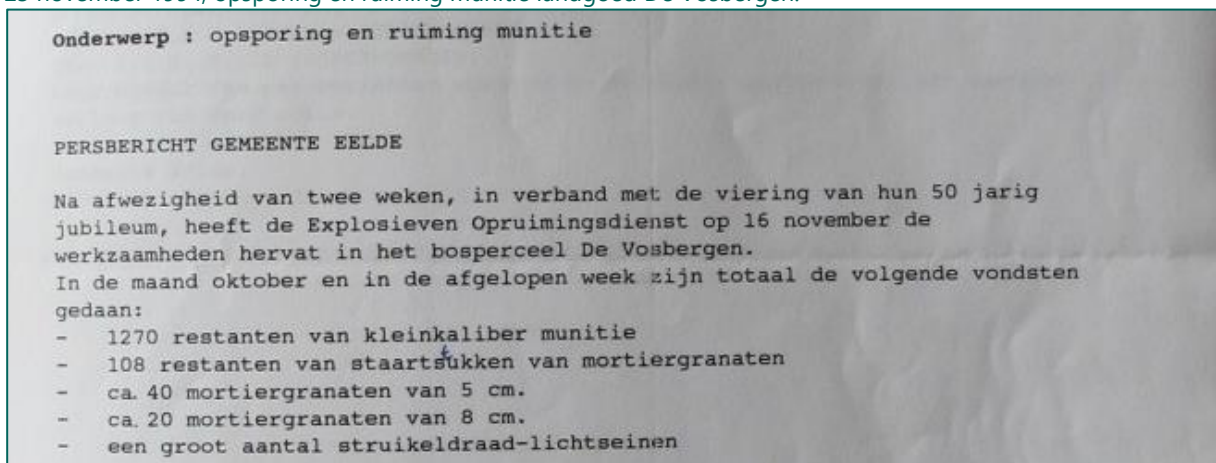 23 november 1994, opsporing en ruiming munitie landgoed De Vosbergen.
Onderwerp : opsporing en ruiming munitie
PERSBERICHT GEMEENTE EELDE
Na afwezigheid van twee weken, in verband met de viering van hun 50 jarig
jubileum, heeft de Explosieven Opruimingsdienst op 16 november de
werkzaamheden hervat in het bosperceel De Vosbergen.
In de maand oktober en in de afgelopen week zijn totaal de volgende vondsten
gedaan:
- 1270 restanten van kleinkaliber munitie
- 108 restanten van staartstukken van mortiergranaten
- ca. 40 mortiergranaten van 5 cm.
- ca. 20 mortiergranaten van 8 cm.
- een groot aantal struikeldraad-lichtseinen